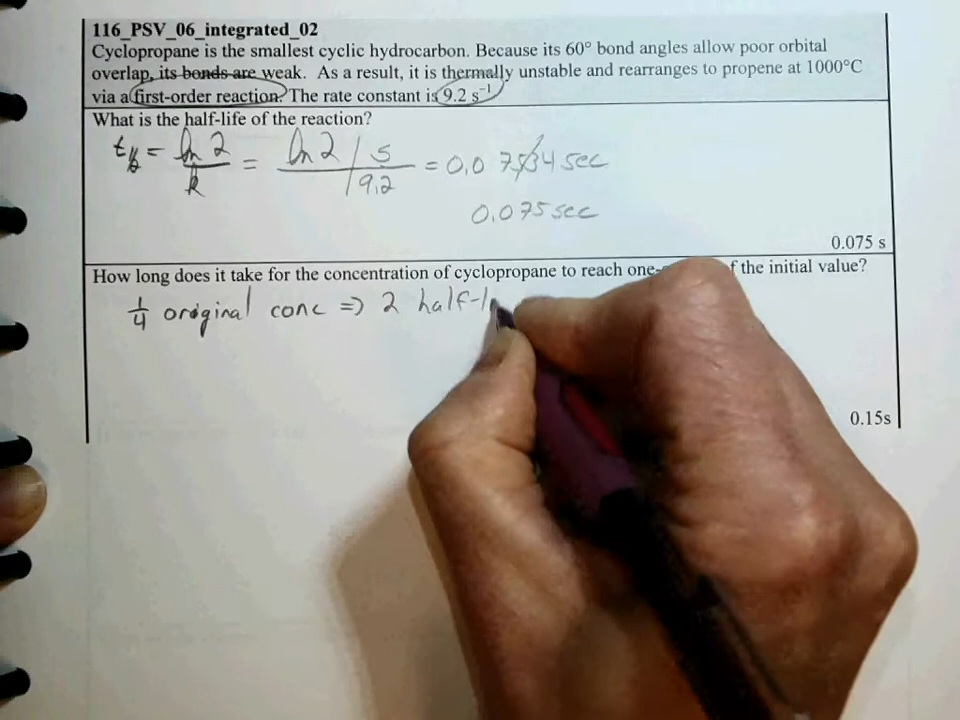 116_PSV_06_integrated_02
Cyclopropane is the smallest cyclic hydrocarbon. Because its 60° bond angles allow poor orbital
overlap, its bonds are weak. As a result, it is thermally unstable and rearranges to propene at 1000°C
via a first-order reaction. The rate constant is 9.2 s⁻¹
What is the half-life of the reaction?
t½ = ln 2 / k = ln 2 | s / | 9.2 = 0.07534 sec
0.075 sec
0.075 s
How long does it take for the concentration of cyclopropane to reach one- of the initial value?
1/4 original conc ⇒ 2 half-l
0.15s